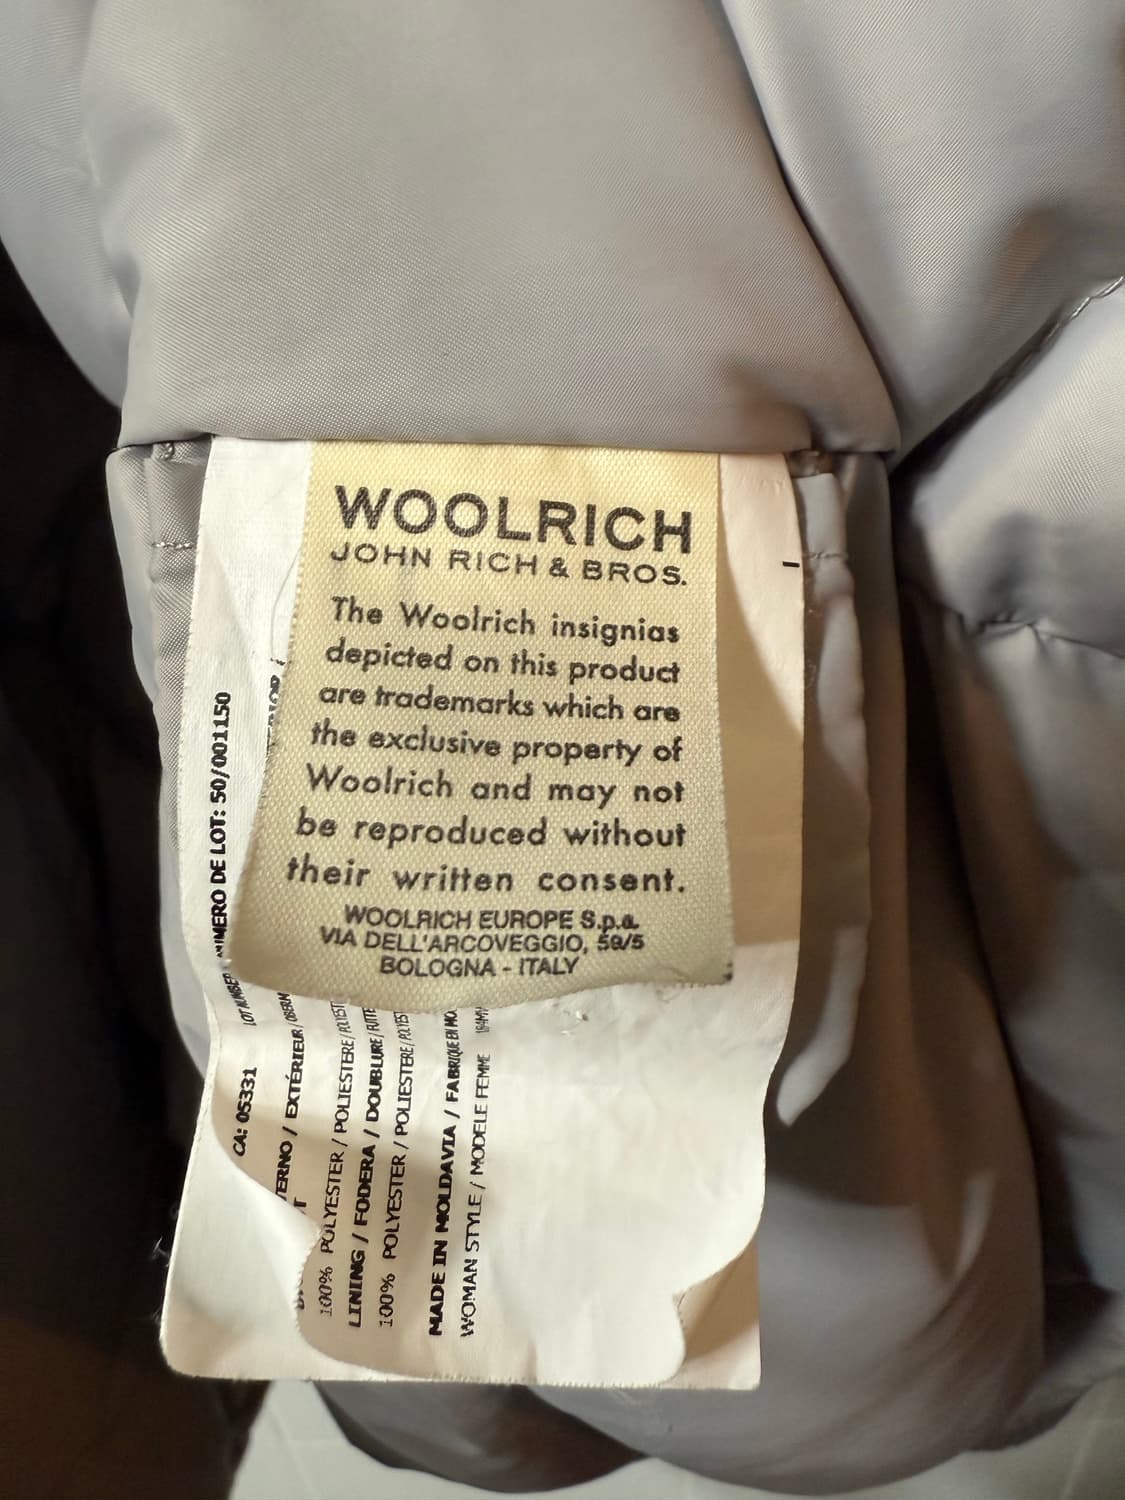 WOOLRICH
JOHN RICH & BROS.
The Woolrich insignias
depicted on this product
are trademarks which are
the exclusive property of
Woolrich and may not
be reproduced without
their written consent.
WOOLRICH EUROPE S.p.a.
VIA DELL'ARCOVEGGIO, 59/5
BOLOGNA - ITALY
NUMERO DE LOT: 50/001150
LOT NUMBER
CA: 05331
TERNO / EXTÉRIEUR /
100% POLYESTER / POLIESTERE /
LINING / FODERA / DOUBLURE /
100% POLYESTER / POLIESTERE /
MADE IN MOLDAVIA / FABRIQUE EN
WOMAN STYLE / MODELE FEMME